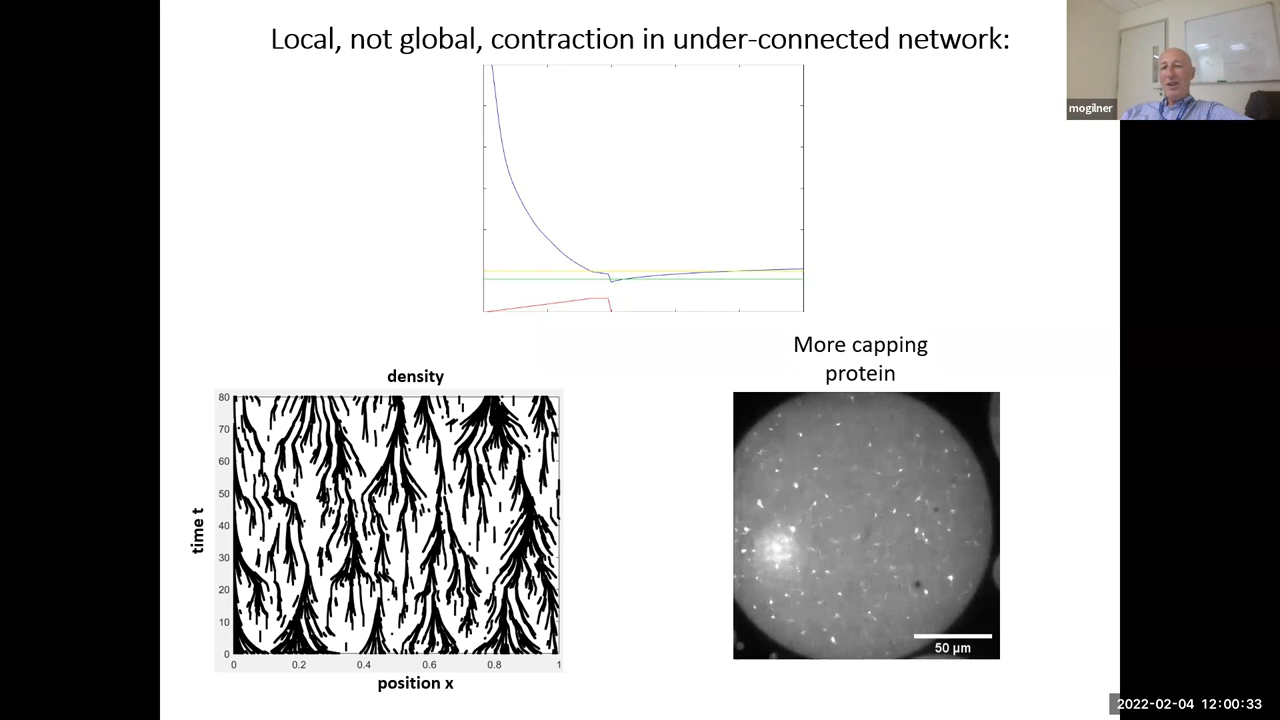 Local, not global, contraction in under-connected network:
mogilner
More capping
protein
density
80
70
60
50
40
30
20
10
0
time t
0 0.2 0.4 0.6 0.8 1
position x
50 µm
2022-02-04 12:00:33